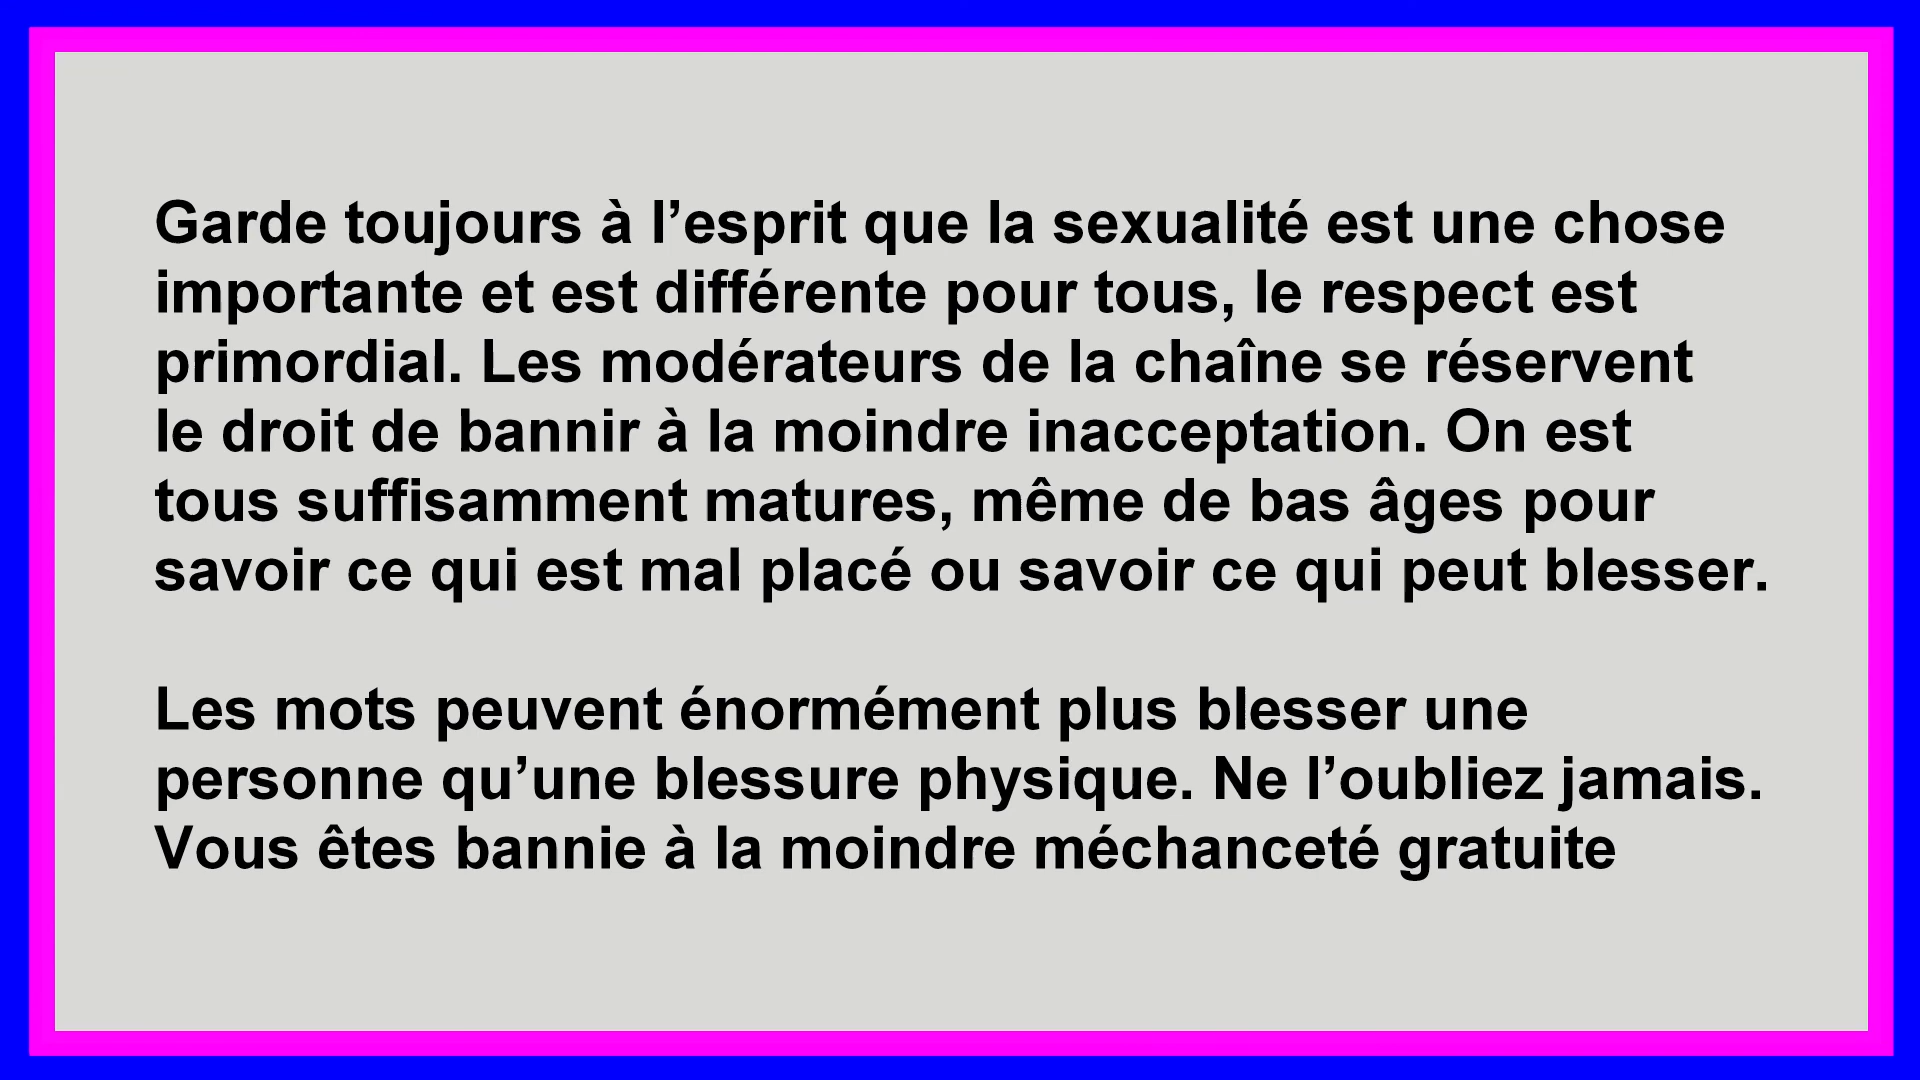 Garde toujours à l’esprit que la sexualité est une chose
importante et est différente pour tous, le respect est
primordial. Les modérateurs de la chaîne se réservent
le droit de bannir à la moindre inacceptation. On est
tous suffisamment matures, même de bas âges pour
savoir ce qui est mal placé ou savoir ce qui peut blesser.
Les mots peuvent énormément plus blesser une
personne qu’une blessure physique. Ne l’oubliez jamais.
Vous êtes bannie à la moindre méchanceté gratuite